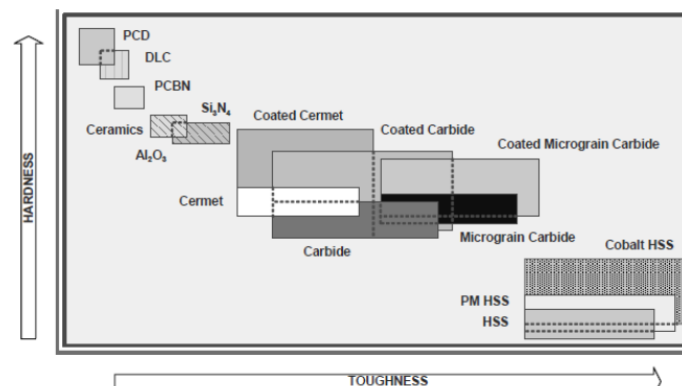 PCD
DLC
PCBN
Si₃N₄
Ceramics
Al₂O₃
Coated Cermet
Coated Carbide
Coated Micrograin Carbide
Cermet
Carbide
Micrograin Carbide
Cobalt HSS
PM HSS
HSS
HARDNESS
TOUGHNESS